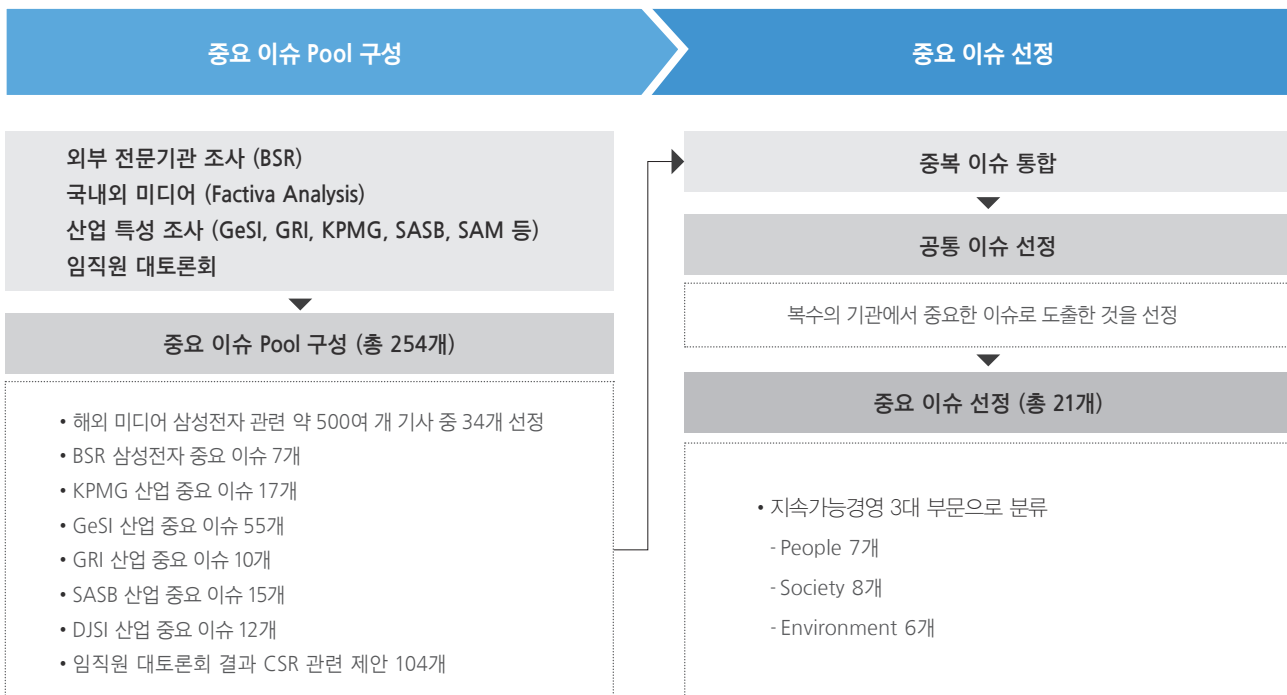 중요 이슈 Pool 구성
중요 이슈 선정
외부 전문기관 조사 (BSR)
국내외 미디어 (Factiva Analysis)
산업 특성 조사 (GeSI, GRI, KPMG, SASB, SAM 등)
임직원 대토론회
중요 이슈 Pool 구성 (총 254개)
• 해외 미디어 삼성전자 관련 약 500여 개 기사 중 34개 선정
• BSR 삼성전자 중요 이슈 7개
• KPMG 산업 중요 이슈 17개
• GeSI 산업 중요 이슈 55개
• GRI 산업 중요 이슈 10개
• SASB 산업 중요 이슈 15개
• DJSI 산업 중요 이슈 12개
• 임직원 대토론회 결과 CSR 관련 제안 104개
중복 이슈 통합
공통 이슈 선정
복수의 기관에서 중요한 이슈로 도출한 것을 선정
중요 이슈 선정 (총 21개)
• 지속가능경영 3대 부문으로 분류
- People 7개
- Society 8개
- Environment 6개